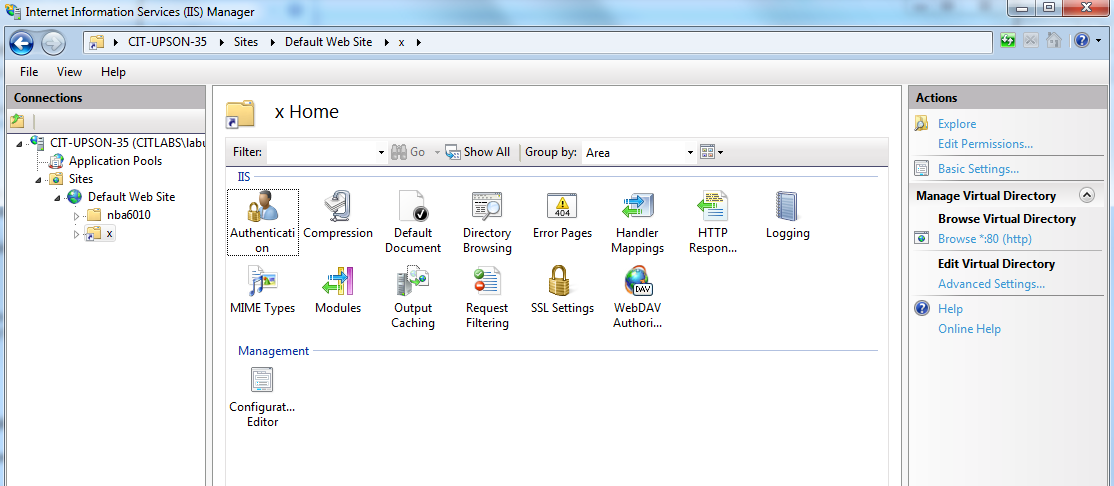 Internet Information Services (IIS) Manager
CIT-UPSON-35 Sites Default Web Site x
File View Help
Connections
CIT-UPSON-35 (CITLABS\labu
Application Pools
Sites
Default Web Site
nba6010
x
x Home
Filter: Go Show All Group by: Area
IIS
Authenticati
on
Compression
Default
Document
Directory
Browsing
404
Error Pages
Handler
Mappings
HTTP
Respon...
Logging
MIME Types
Modules
Output
Caching
Request
Filtering
SSL Settings
DAV
WebDAV
Authori...
Management
Configurat...
Editor
Actions
Explore
Edit Permissions...
Basic Settings...
Manage Virtual Directory
Browse Virtual Directory
Browse *:80 (http)
Edit Virtual Directory
Advanced Settings...
Help
Online Help